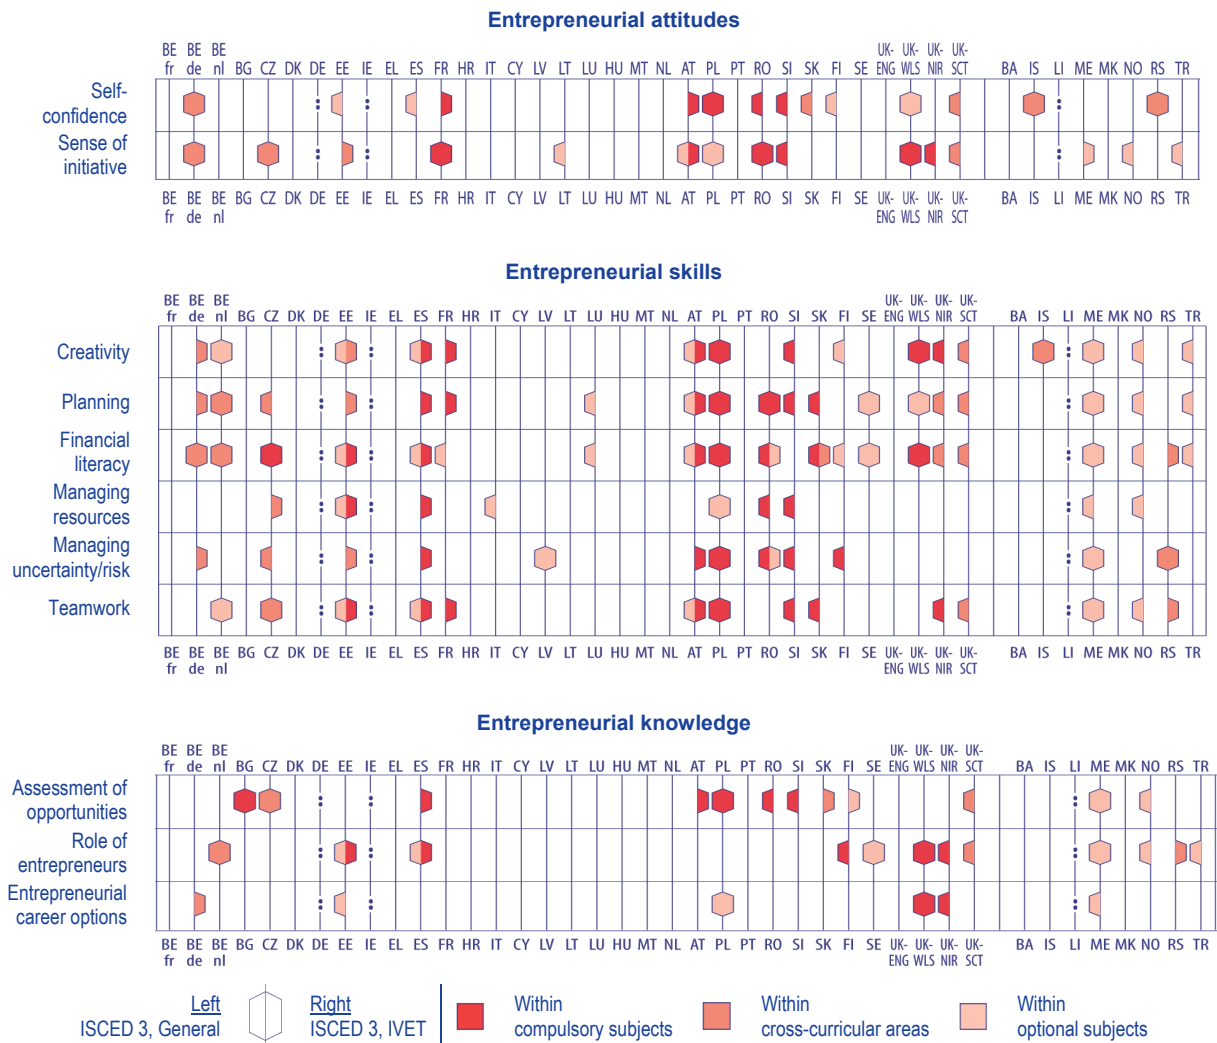 Entrepreneurial attitudes
BE BE BE UK- UK- UK- UK-
fr de nl BG CZ DK DE EE IE EL ES FR HR IT CY LV LT LU HU MT NL AT PL PT RO SI SK FI SE ENG WLS NIR SCT BA IS LI ME MK NO RS TR
Self-
confidence
Sense of
initiative
BE BE BE BG CZ DK DE EE IE EL ES FR HR IT CY LV LT LU HU MT NL AT PL PT RO SI SK FI SE UK- UK- UK- UK- BA IS LI ME MK NO RS TR
fr de nl ENG WLS NIR SCT
Entrepreneurial skills
BE BE BE UK- UK- UK- UK-
fr de nl BG CZ DK DE EE IE EL ES FR HR IT CY LV LT LU HU MT NL AT PL PT RO SI SK FI SE ENG WLS NIR SCT BA IS LI ME MK NO RS TR
Creativity
Planning
Financial
literacy
Managing
resources
Managing
uncertainty/risk
Teamwork
BE BE BE BG CZ DK DE EE IE EL ES FR HR IT CY LV LT LU HU MT NL AT PL PT RO SI SK FI SE UK- UK- UK- UK- BA IS LI ME MK NO RS TR
fr de nl ENG WLS NIR SCT
Entrepreneurial knowledge
BE BE BE UK- UK- UK- UK-
fr de nl BG CZ DK DE EE IE EL ES FR HR IT CY LV LT LU HU MT NL AT PL PT RO SI SK FI SE ENG WLS NIR SCT BA IS LI ME MK NO RS TR
Assessment of
opportunities
Role of
entrepreneurs
Entrepreneurial
career options
BE BE BE BG CZ DK DE EE IE EL ES FR HR IT CY LV LT LU HU MT NL AT PL PT RO SI SK FI SE UK- UK- UK- UK- BA IS LI ME MK NO RS TR
fr de nl ENG WLS NIR SCT
Left Right Within Within Within
ISCED 3, General ISCED 3, IVET compulsory subjects cross-curricular areas optional subjects